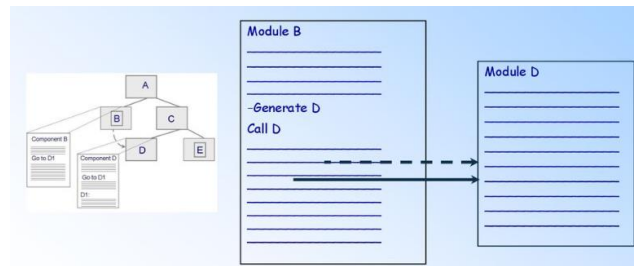 A
B
C
D
E
Component B
Go to D1
Component D
Go to D1
D1:
Module B
-Generate D
Call D
Module D